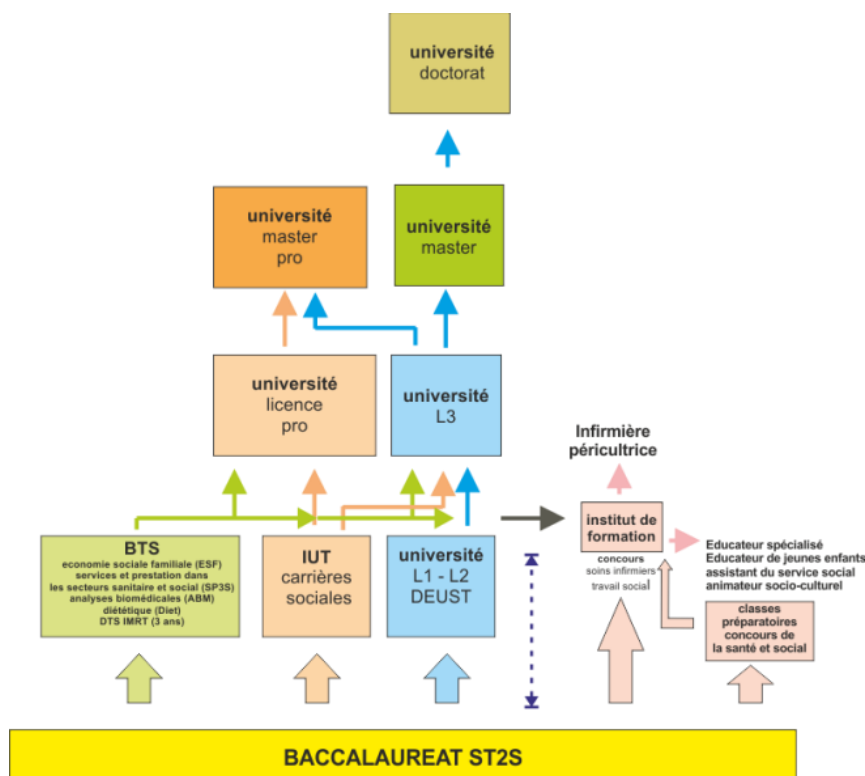 université
doctorat
université
master
pro
université
master
université
licence
pro
université
L3
Infirmière
péricultrice
BTS
economie sociale familiale (ESF)
services et prestation dans
les secteurs sanitaire et social (SP3S)
analyses biomédicales (ABM)
diététique (Diet)
DTS IMRT (3 ans)
IUT
carrières
sociales
université
L1 - L2
DEUST
institut de
formation
concours
soins infirmiers
travail social
Educateur spécialisé
Educateur de jeunes enfants
assistant du service social
animateur socio-culturel
classes
préparatoires
concours de
la santé et social
BACCALAUREAT ST2S